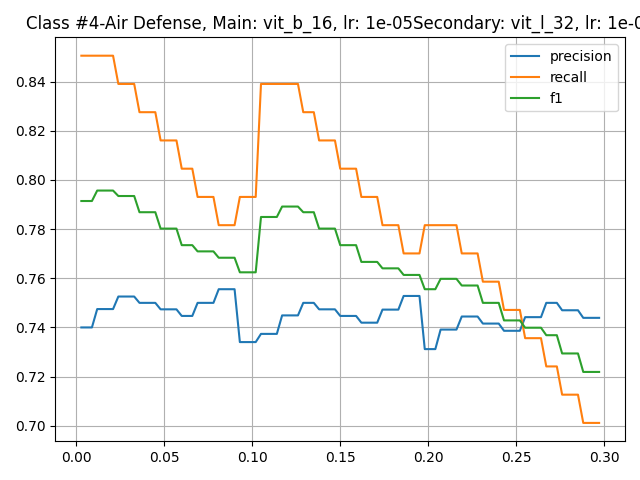 Class #4-Air Defense, Main: vit_b_16, lr: 1e-05Secondary: vit_l_32, lr: 1e-0
precision
recall
f1
0.84
0.82
0.80
0.78
0.76
0.74
0.72
0.70
0.00 0.05 0.10 0.15 0.20 0.25 0.30